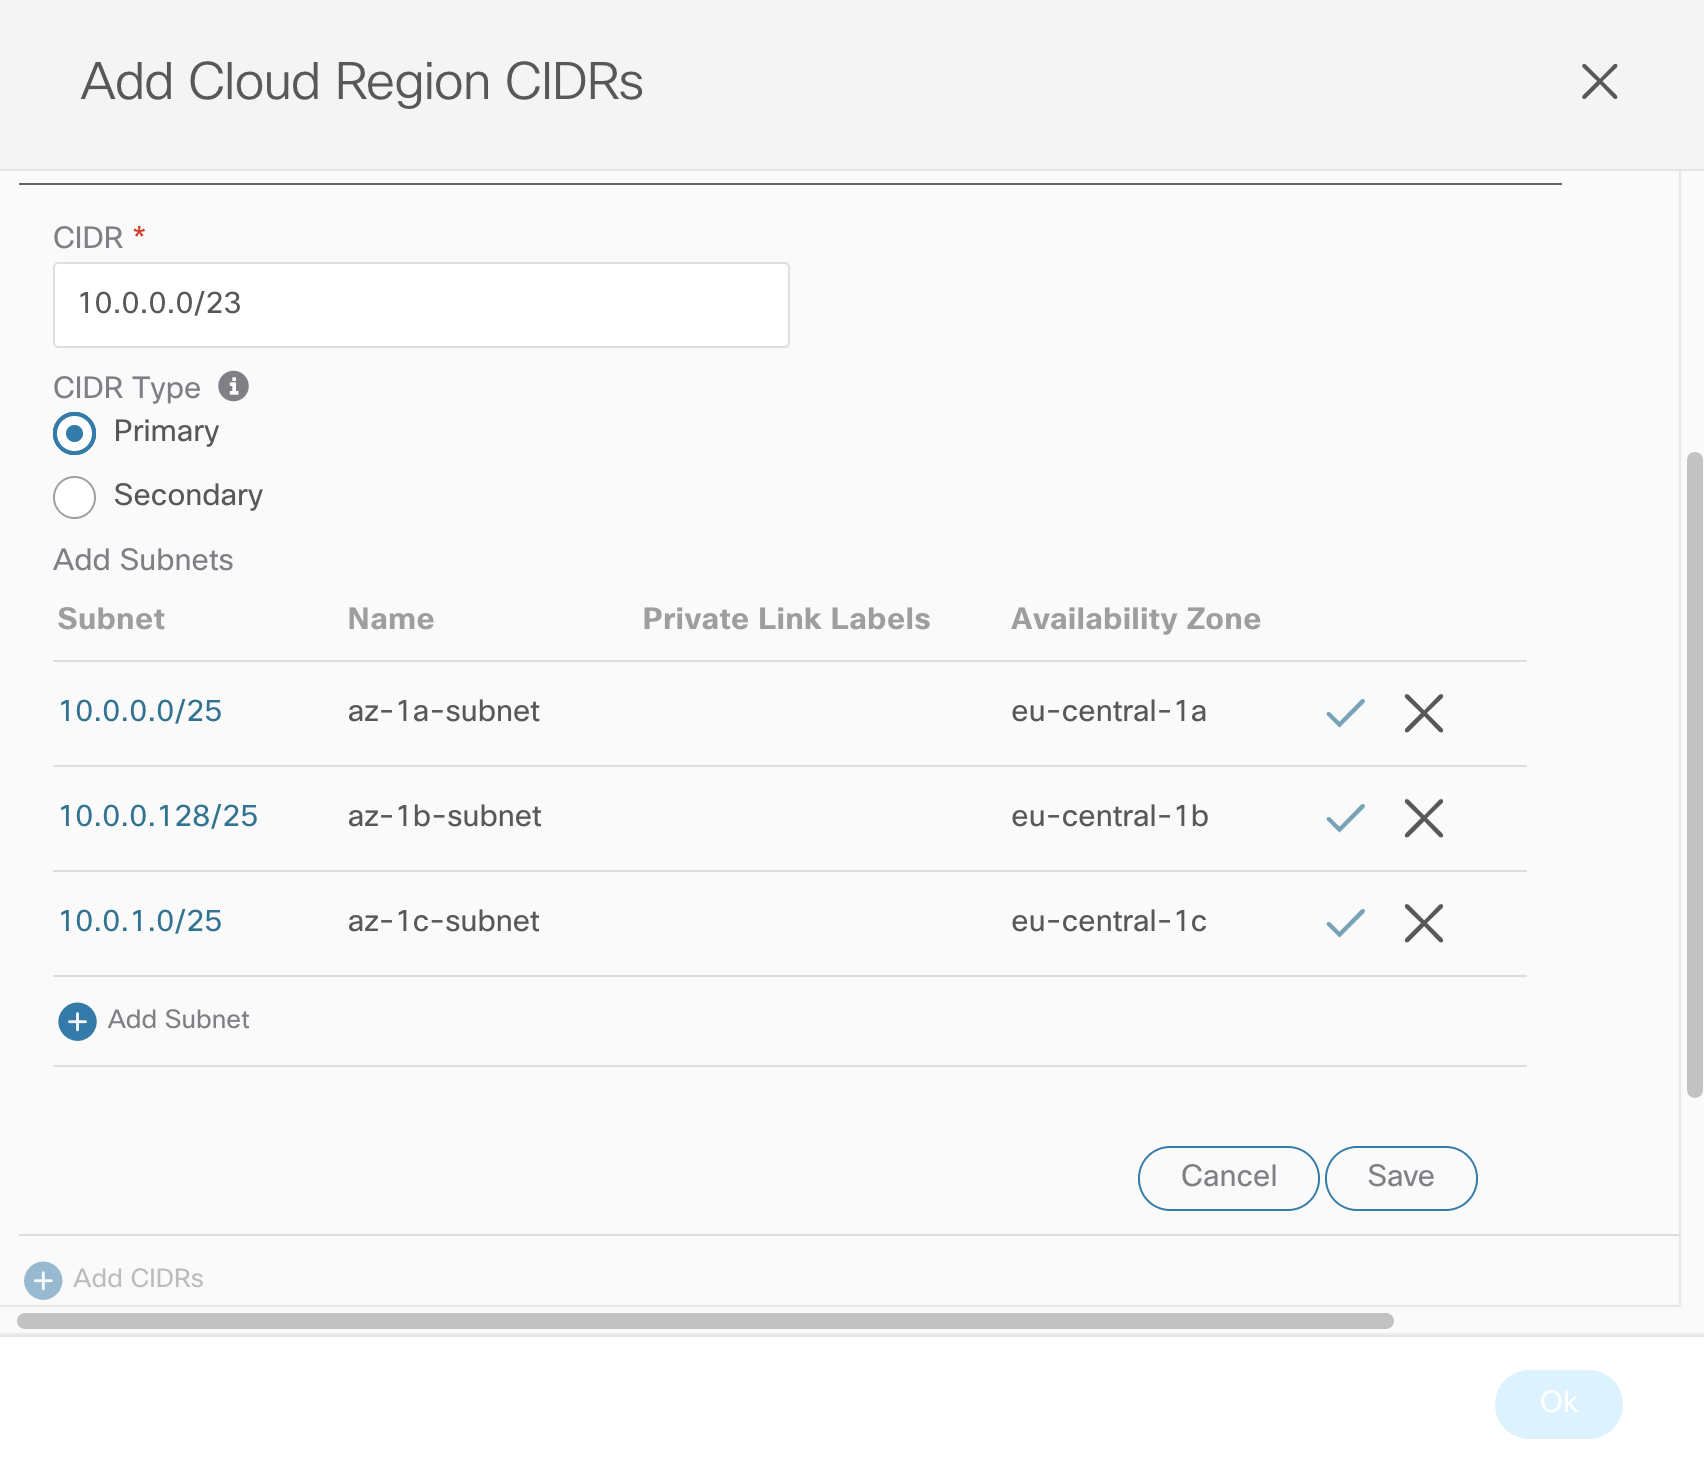 Add Cloud Region CIDRs
CIDR *
10.0.0.0/23
CIDR Type
Primary
Secondary
Add Subnets
Subnet Name Private Link Labels Availability Zone
10.0.0.0/25 az-1a-subnet eu-central-1a
10.0.0.128/25 az-1b-subnet eu-central-1b
10.0.1.0/25 az-1c-subnet eu-central-1c
Add Subnet
Cancel Save
Add CIDRs
Ok